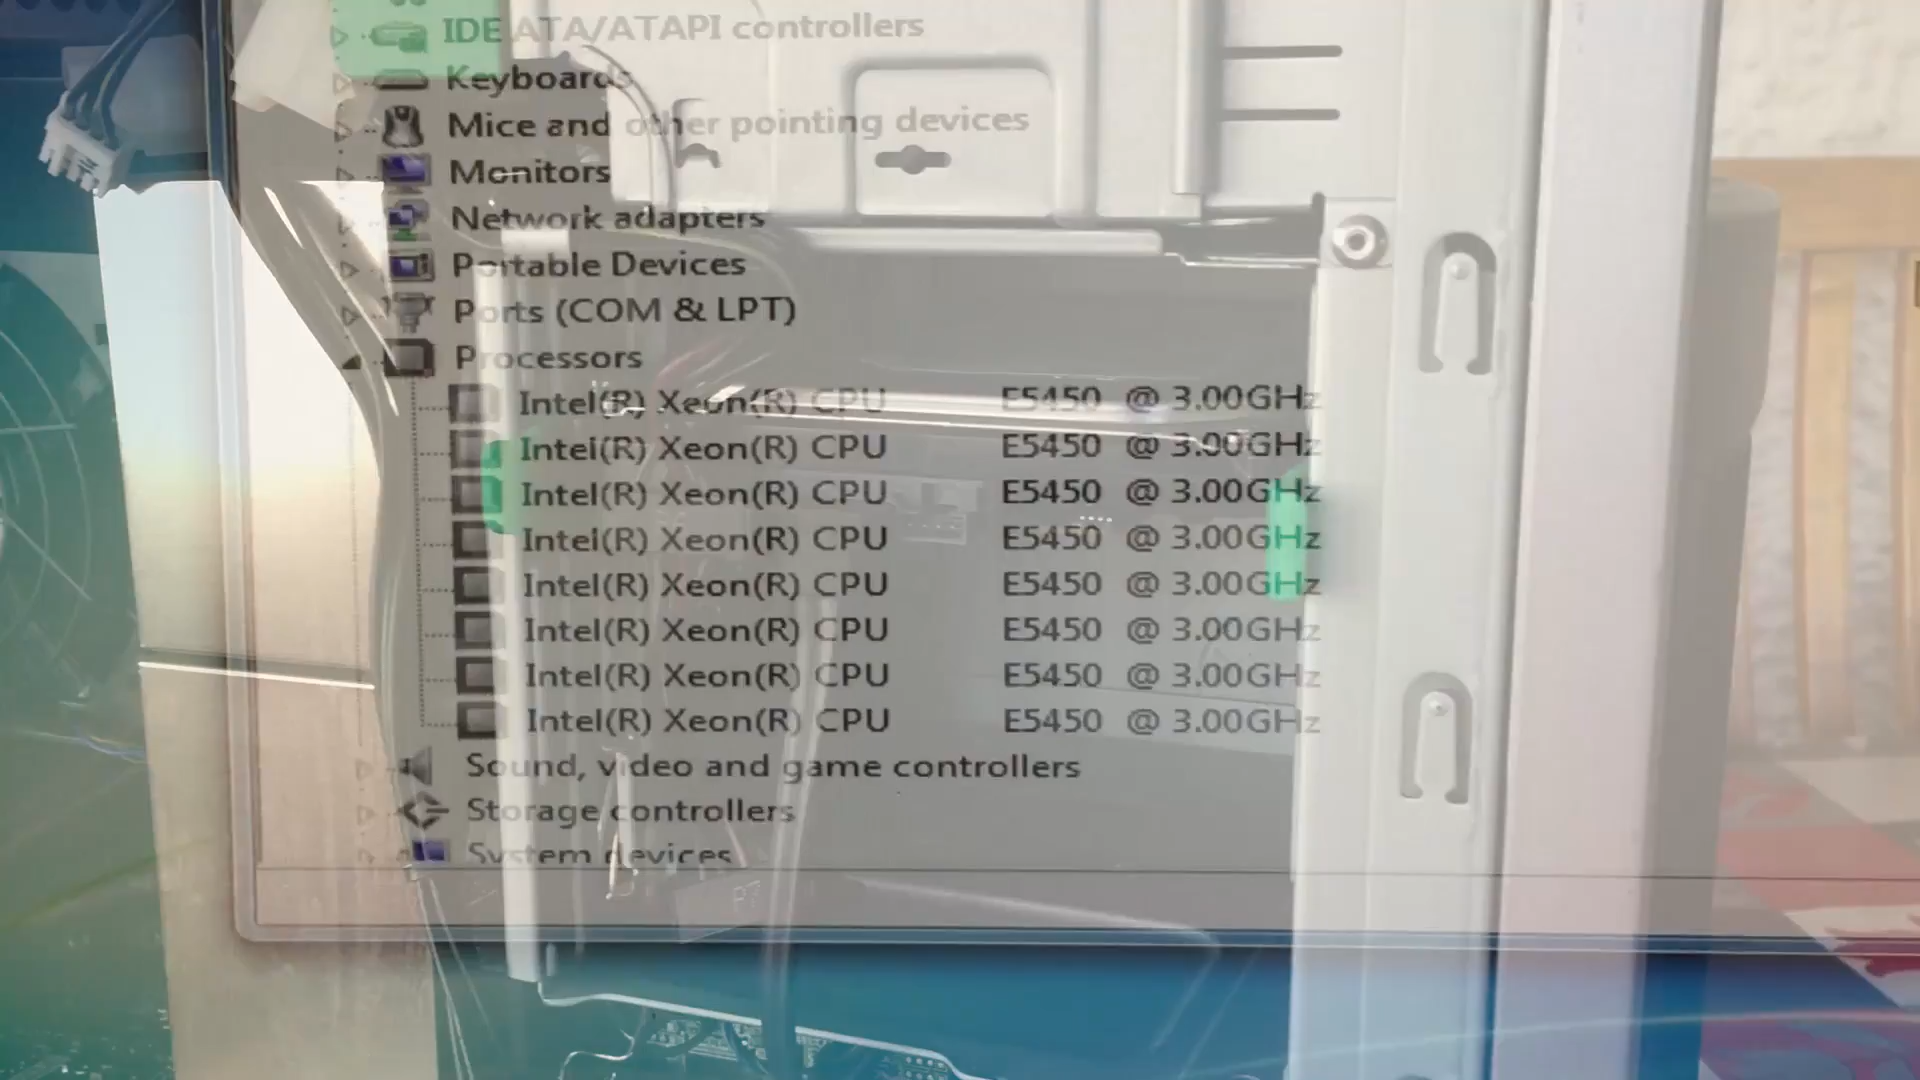 IDE ATA/ATAPI controllers
Keyboards
Mice and other pointing devices
Monitors
Network adapters
Portable Devices
Ports (COM & LPT)
Processors
Intel(R) Xeon(R) CPU E5450 @ 3.00GHz
Intel(R) Xeon(R) CPU E5450 @ 3.00GHz
Intel(R) Xeon(R) CPU E5450 @ 3.00GHz
Intel(R) Xeon(R) CPU E5450 @ 3.00GHz
Intel(R) Xeon(R) CPU E5450 @ 3.00GHz
Intel(R) Xeon(R) CPU E5450 @ 3.00GHz
Intel(R) Xeon(R) CPU E5450 @ 3.00GHz
Intel(R) Xeon(R) CPU E5450 @ 3.00GHz
Sound, video and game controllers
Storage controllers
System devices